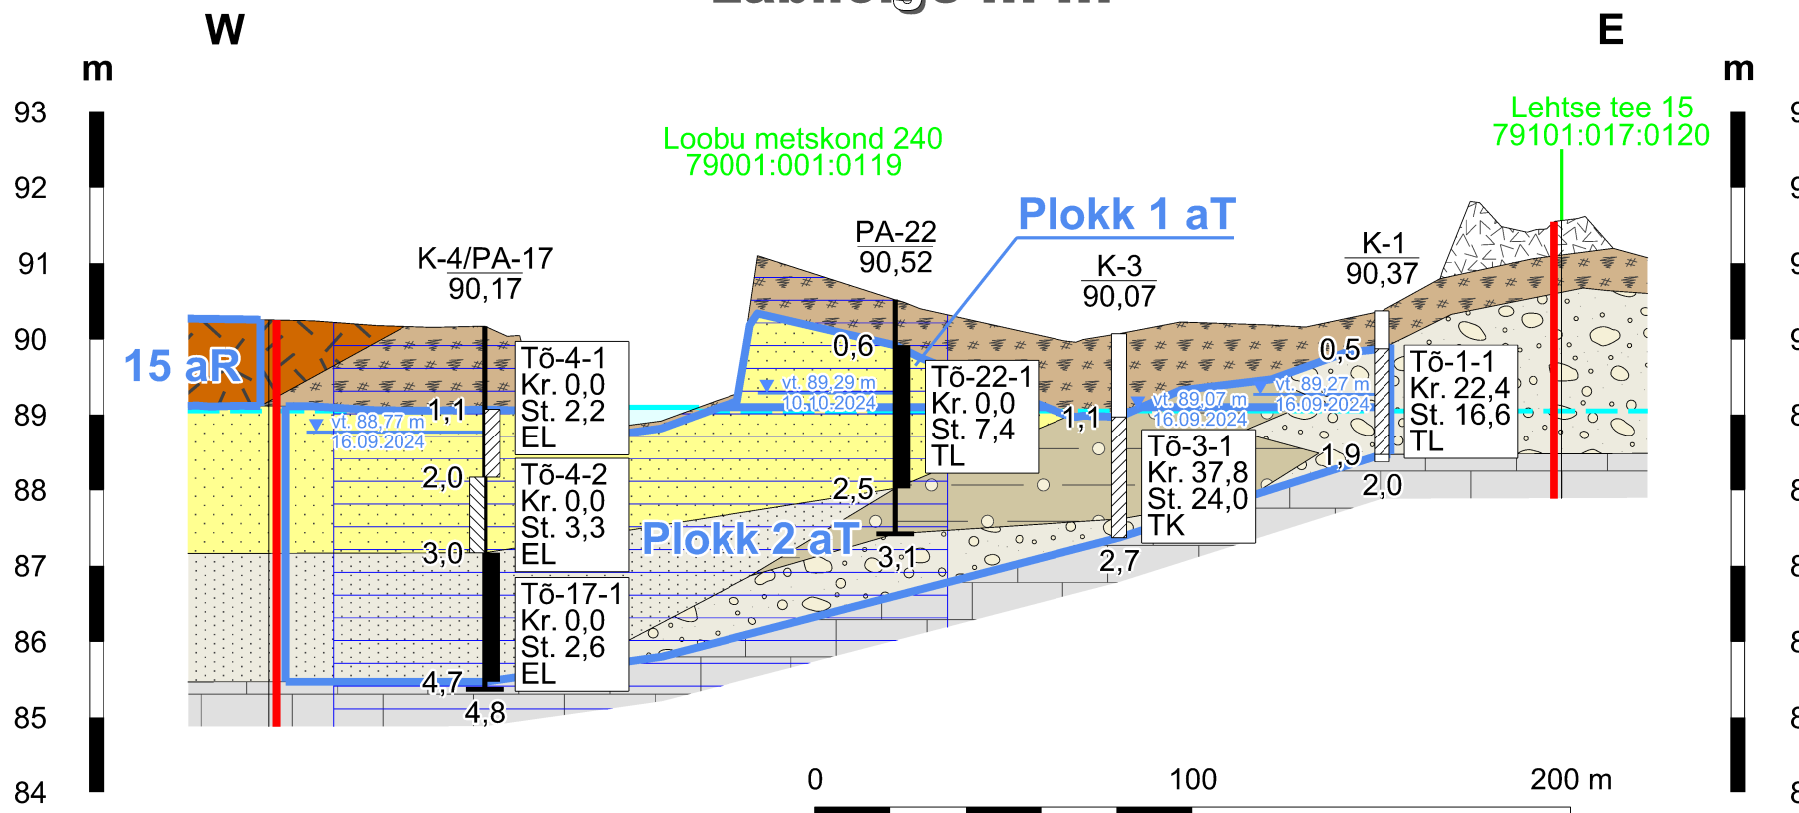 W
E
m
m
93
92
91
90
89
88
87
86
85
84
Loobu metskond 240
79001:001:0119
Lehtse tee 15
79101:017:0120
Plokk 1 aT
K-4/PA-17
90,17
PA-22
90,52
K-3
90,07
K-1
90,37
15 aR
Tõ-4-1
Kr. 0,0
St. 2,2
EL
Tõ-4-2
Kr. 0,0
St. 3,3
EL
Tõ-17-1
Kr. 0,0
St. 2,6
EL
1,1
2,0
3,0
4,7
4,8
vt. 88,77 m
16.09.2024
vt. 89,29 m
10.10.2024
0,6
2,5
3,1
Tõ-22-1
Kr. 0,0
St. 7,4
TL
Plokk 2 aT
1,1
2,7
vt. 89,07 m
16.09.2024
Tõ-3-1
Kr. 37,8
St. 24,0
TK
vt. 89,27 m
16.09.2024
0,5
1,9
2,0
Tõ-1-1
Kr. 22,4
St. 16,6
TL
0
100
200 m